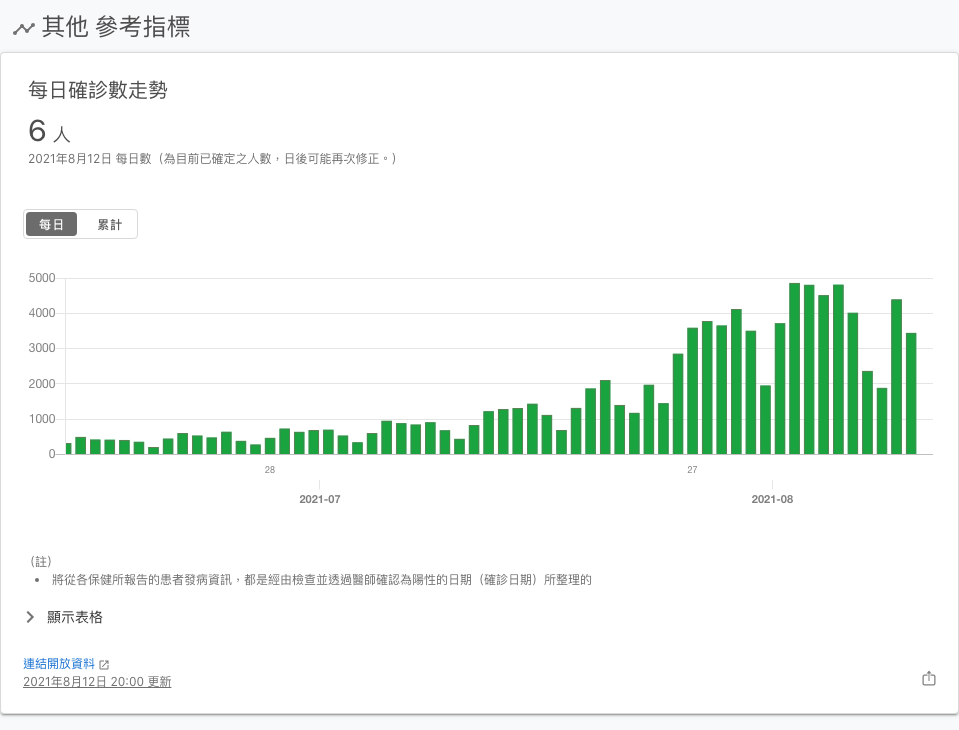 其他 參考指標
每日確診數走勢
6 人
2021年8月12日 每日數（為目前已確定之人數，日後可能再次修正。）
每日 累計
5000
4000
3000
2000
1000
0
28 27
2021-07 2021-08
（註）
• 將從各保健所報告的患者發病資訊，都是經由檢查並透過醫師確認為陽性的日期（確診日期）所整理的
顯示表格
連結開放資料
2021年8月12日 20:00 更新